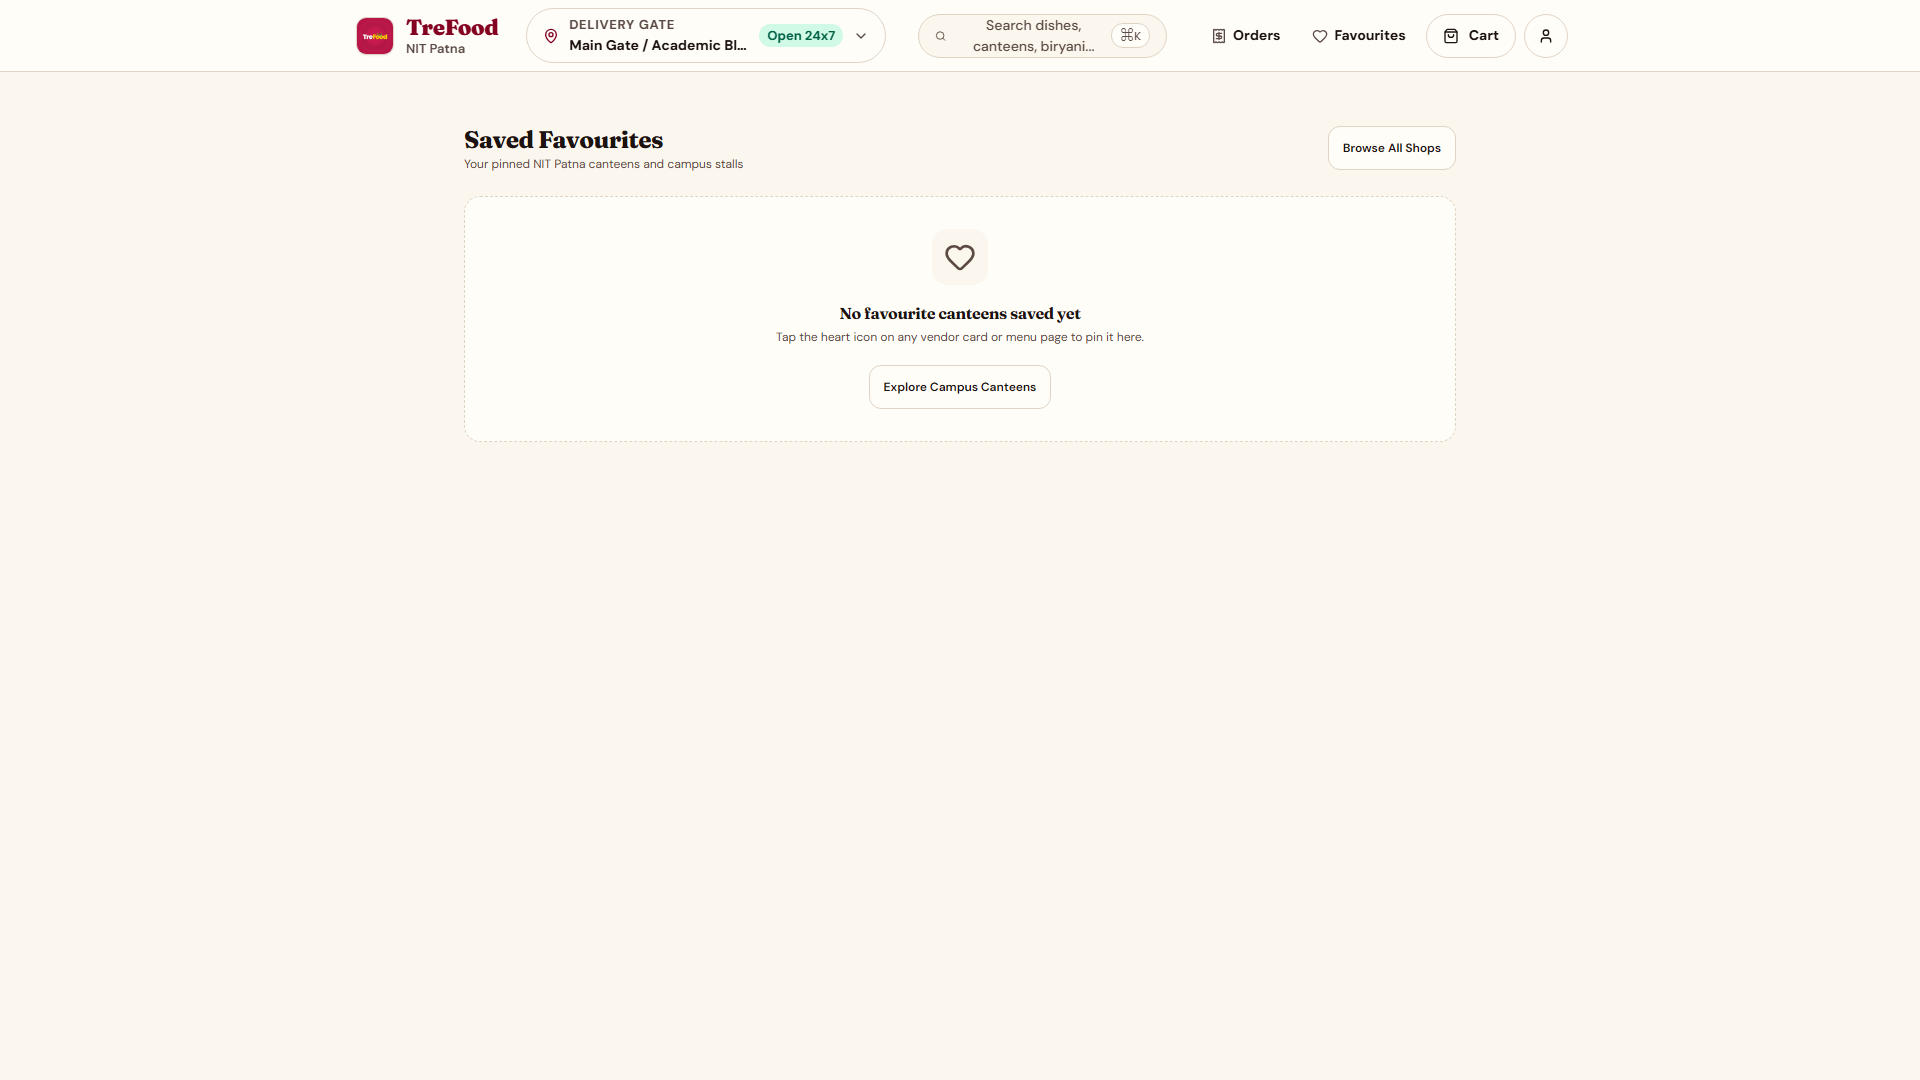 TreFood
TreFood
NIT Patna
DELIVERY GATE
Main Gate / Academic Bl...
Open 24x7
Search dishes,
canteens, biryani...
⌘K
Orders
Favourites
Cart
Saved Favourites
Your pinned NIT Patna canteens and campus stalls
Browse All Shops
No favourite canteens saved yet
Tap the heart icon on any vendor card or menu page to pin it here.
Explore Campus Canteens